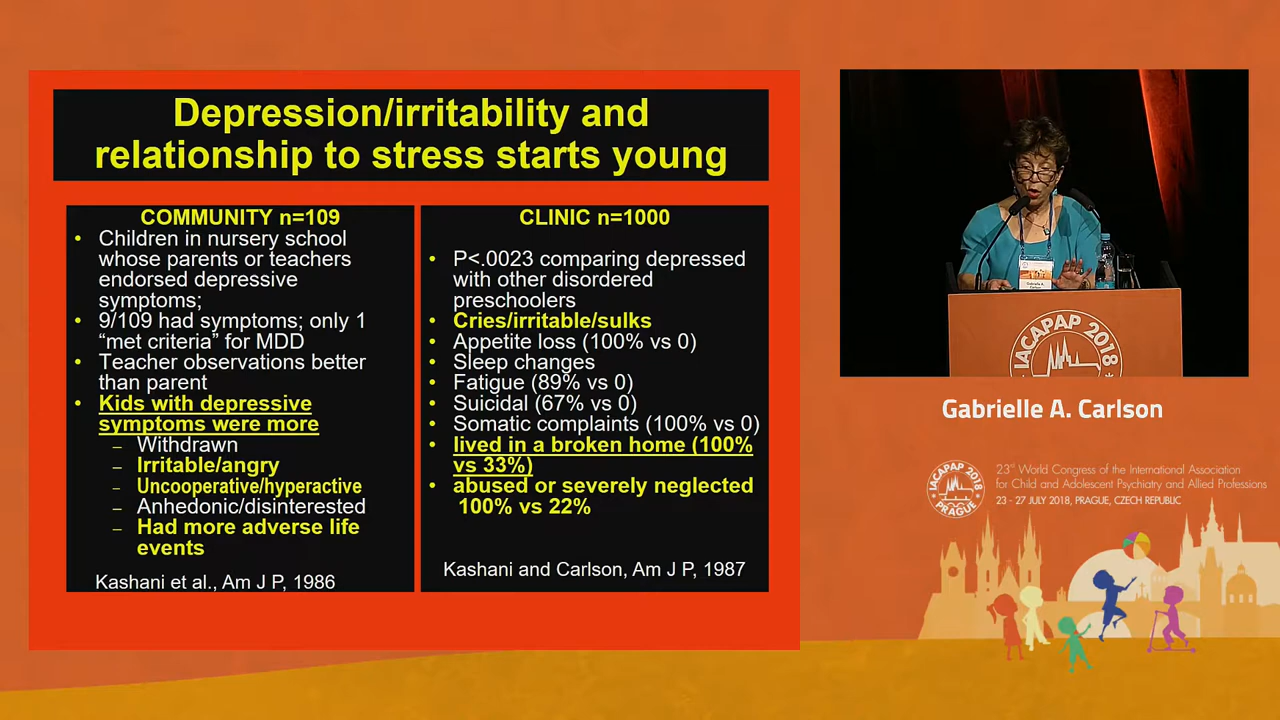 Depression/irritability and
relationship to stress starts young
COMMUNITY n=109
• Children in nursery school
whose parents or teachers
endorsed depressive
symptoms;
• 9/109 had symptoms; only 1
“met criteria” for MDD
• Teacher observations better
than parent
• Kids with depressive
symptoms were more
– Withdrawn
– Irritable/angry
– Uncooperative/hyperactive
– Anhedonic/disinterested
– Had more adverse life
events
Kashani et al., Am J P, 1986
CLINIC n=1000
• P<.0023 comparing depressed
with other disordered
preschoolers
• Cries/irritable/sulks
• Appetite loss (100% vs 0)
• Sleep changes
• Fatigue (89% vs 0)
• Suicidal (67% vs 0)
• Somatic complaints (100% vs 0)
• lived in a broken home (100%
vs 33%)
• abused or severely neglected
100% vs 22%
Kashani and Carlson, Am J P, 1987
Gabrielle A.
Carlson
IACAPAP 2018
Gabrielle A. Carlson
IACAPAP 2018
PRAGUE
23rd World Congress of the International Association
for Child and Adolescent Psychiatry and Allied Professions
23 - 27 JULY 2018, PRAGUE, CZECH REPUBLIC